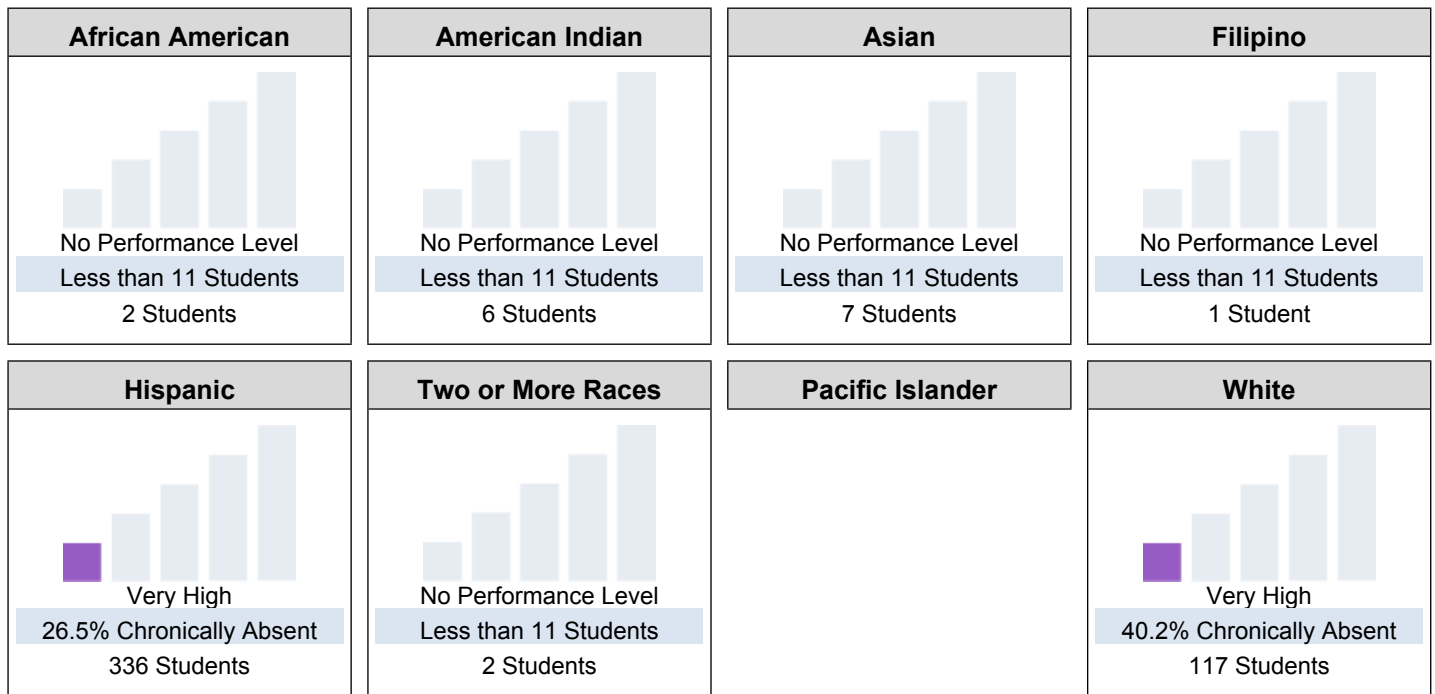 African American
No Performance Level
Less than 11 Students
2 Students
American Indian
No Performance Level
Less than 11 Students
6 Students
Asian
No Performance Level
Less than 11 Students
7 Students
Filipino
No Performance Level
Less than 11 Students
1 Student
Hispanic
Very High
26.5% Chronically Absent
336 Students
Two or More Races
No Performance Level
Less than 11 Students
2 Students
Pacific Islander
White
Very High
40.2% Chronically Absent
117 Students